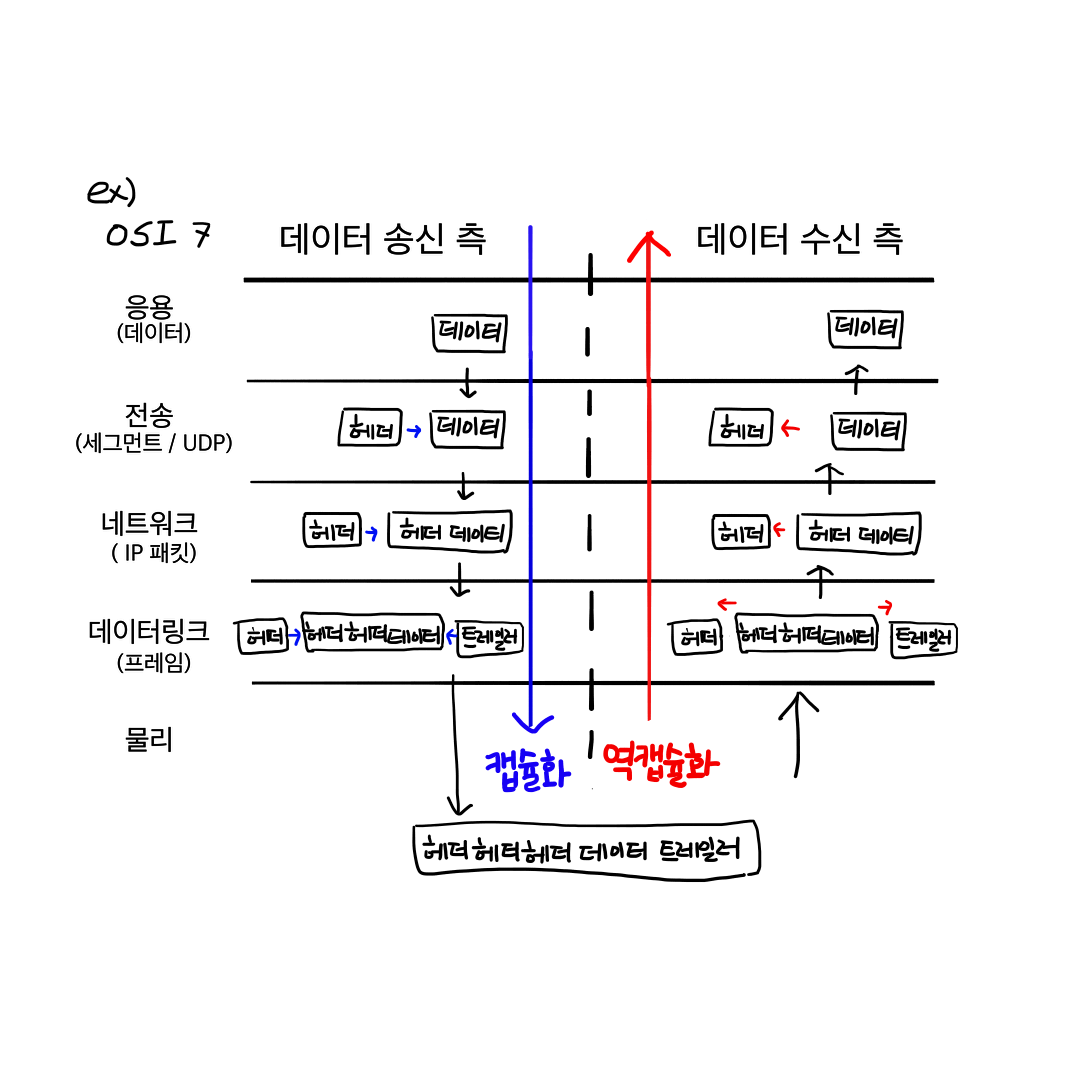 ex)
OSI 7
데이터 송신 측
데이터 수신 측
응용
(데이터)
데이터
데이터
전송
(세그먼트 / UDP)
헤더
데이터
헤더
데이터
네트워크
( IP 패킷)
헤더
헤더 데이터
헤더
헤더 데이터
데이터링크
(프레임)
헤더
헤더 헤더 데이터
트레일러
헤더
헤더 헤더 데이터
트레일러
물리
캡슐화
역캡슐화
헤더 헤더 헤더 데이터 트레일러